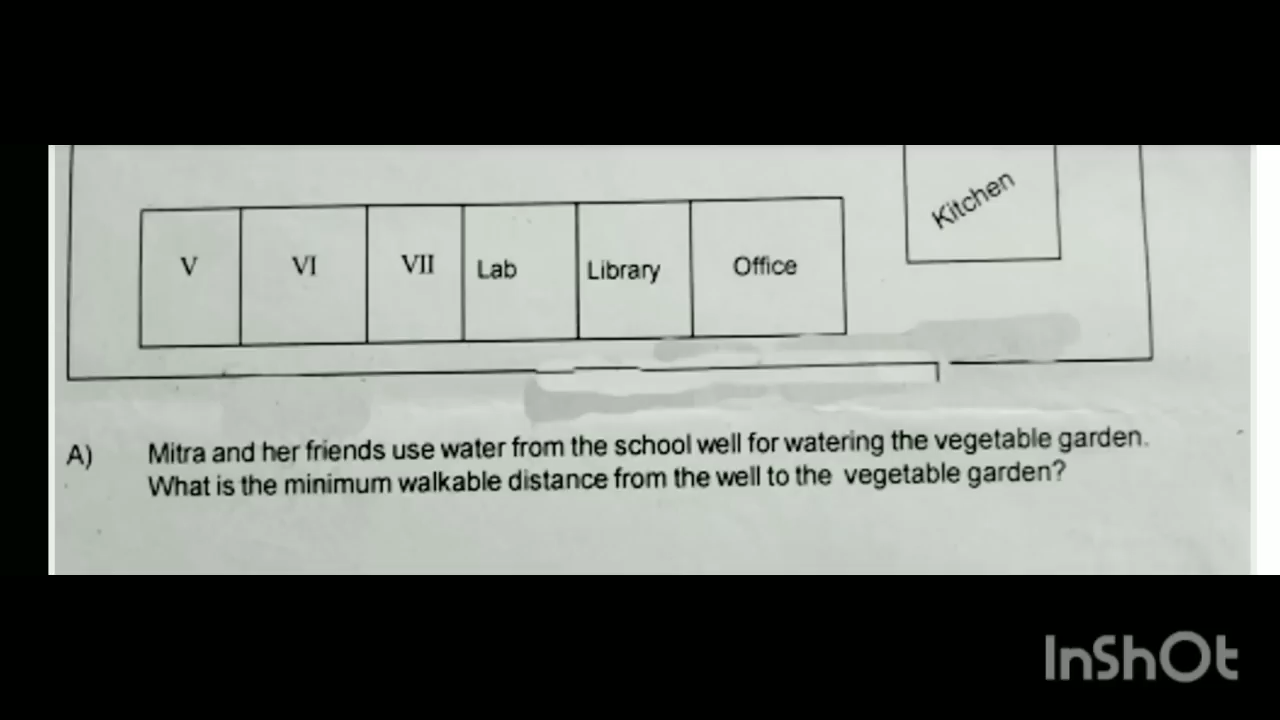 Kitchen
V VI VII Lab Library Office
A) Mitra and her friends use water from the school well for watering the vegetable garden.
What is the minimum walkable distance from the well to the vegetable garden?
InShOt